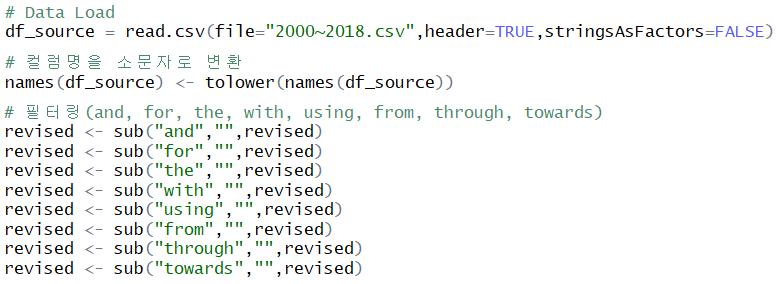 # Data Load
df_source = read.csv(file="2000~2018.csv",header=TRUE,stringsAsFactors=FALSE)
# 컬럼명을 소문자로 변환
names(df_source) <- tolower(names(df_source))
# 필터링(and, for, the, with, using, from, through, towards)
revised <- sub("and","",revised)
revised <- sub("for","",revised)
revised <- sub("the","",revised)
revised <- sub("with","",revised)
revised <- sub("using","",revised)
revised <- sub("from","",revised)
revised <- sub("through","",revised)
revised <- sub("towards","",revised)